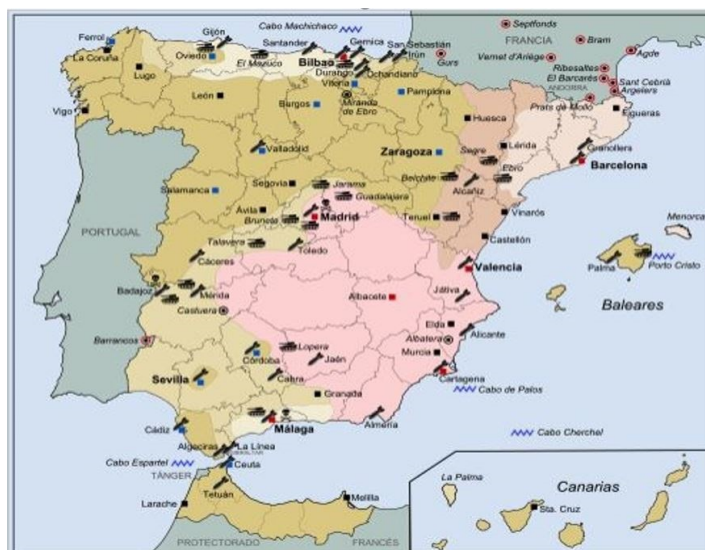 Cabo Machichaco
Septfonds
FRANCIA
Bram
Agde
Vernet d'Ariége
Gurs
Ribesaltes
El Barcarés
Sant Cebrià
Argelers
ANDORRA
Prats de Molló
Figueras
Ferrol
La Coruña
Gijón
Oviedo
El Mazuco
Santander
Gernica
Bilbao
San Sebastián
Irún
Durango
Ochandiano
Vitoria
Miranda
de Ebro
Pamplona
Lugo
León
Burgos
Vigo
Huesca
Zaragoza
Valladolid
Lérida
Segre
Granollers
Barcelona
Ebro
Belchite
Alcañiz
Salamanca
Segovia
Jarama
Guadalajara
Ávila
Brunete
Madrid
Teruel
Vinarós
Castellón
Menorca
PORTUGAL
Talavera
Toledo
Cáceres
Valencia
Palma
Porto Cristo
Baleares
Badajoz
Mérida
Castuera
Albacete
Játiva
Elda
Albatera
Alicante
Murcia
Barrancos
Lopera
Jaén
Córdoba
Cabra
Sevilla
Cartagena
Cabo de Palos
Granada
Almería
Málaga
Cádiz
Algeciras
La Línea
GIBRALTAR
Cabo Cherchel
Cabo Espartel
TÁNGER
Ceuta
Tetuán
Larache
Melilla
PROTECTORADO
FRANCÉS
La Palma
Canarias
Sta. Cruz